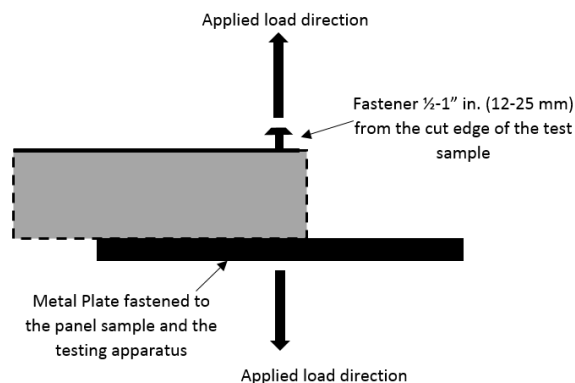 Applied load direction
Fastener ½-1” in. (12-25 mm)
from the cut edge of the test
sample
Metal Plate fastened to
the panel sample and the
testing apparatus
Applied load direction